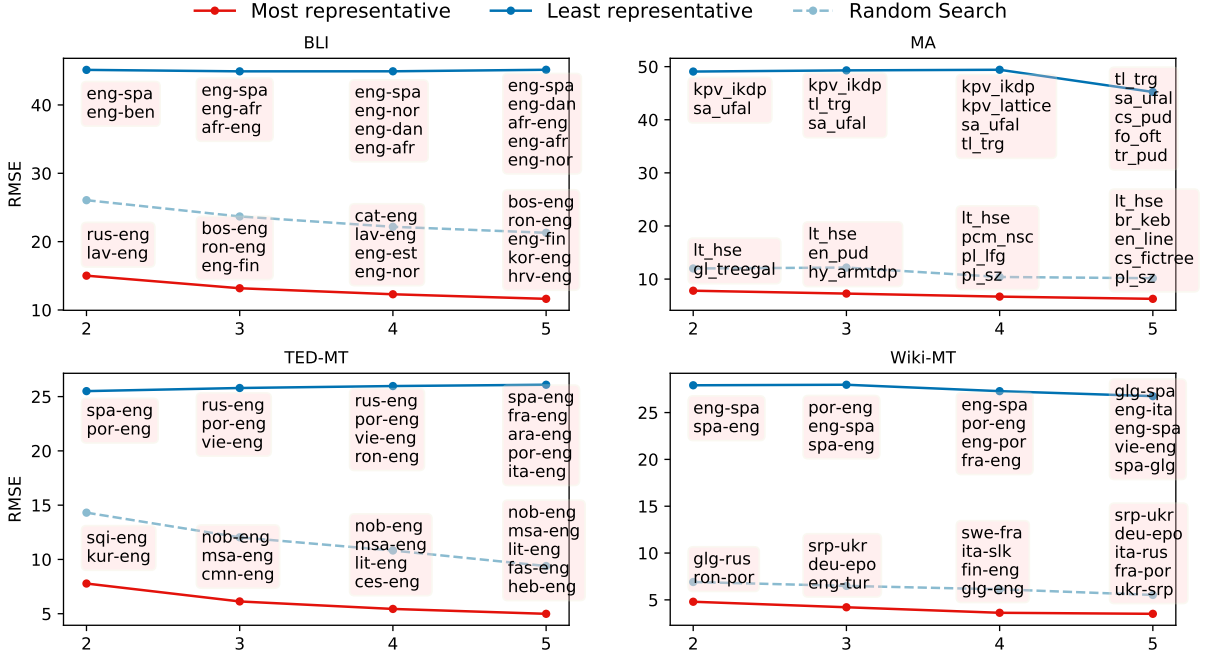 Most representative
Least representative
Random Search
BLI
RMSE
40
30
20
10
eng-spa
eng-ben
eng-spa
eng-afr
afr-eng
eng-spa
eng-nor
eng-dan
eng-afr
eng-spa
eng-dan
afr-eng
eng-afr
eng-nor
rus-eng
lav-eng
bos-eng
ron-eng
eng-fin
cat-eng
lav-eng
eng-est
eng-nor
bos-eng
ron-eng
eng-fin
kor-eng
hrv-eng
2
3
4
5
MA
50
40
30
20
10
kpv_ikdp
sa_ufal
kpv_ikdp
tl_trg
sa_ufal
kpv_ikdp
kpv_lattice
sa_ufal
tl_trg
tl_trg
sa_ufal
cs_pud
fo_oft
tr_pud
lt_hse
gl_treegal
lt_hse
en_pud
hy_armtdp
lt_hse
pcm_nsc
pl_lfg
pl_sz
lt_hse
br_keb
en_line
cs_fictree
pl_sz
2
3
4
5
TED-MT
RMSE
25
20
15
10
5
spa-eng
por-eng
rus-eng
por-eng
vie-eng
rus-eng
por-eng
vie-eng
ron-eng
spa-eng
fra-eng
ara-eng
por-eng
ita-eng
sqi-eng
kur-eng
nob-eng
msa-eng
cmn-eng
nob-eng
msa-eng
lit-eng
ces-eng
nob-eng
msa-eng
lit-eng
fas-eng
heb-eng
2
3
4
5
Wiki-MT
25
20
15
10
5
eng-spa
spa-eng
por-eng
eng-spa
spa-eng
eng-spa
por-eng
eng-por
fra-eng
glg-spa
eng-ita
eng-spa
vie-eng
spa-glg
glg-rus
ron-por
srp-ukr
deu-epo
eng-tur
swe-fra
ita-slk
fin-eng
glg-eng
srp-ukr
deu-epo
ita-rus
fra-por
ukr-srp
2
3
4
5